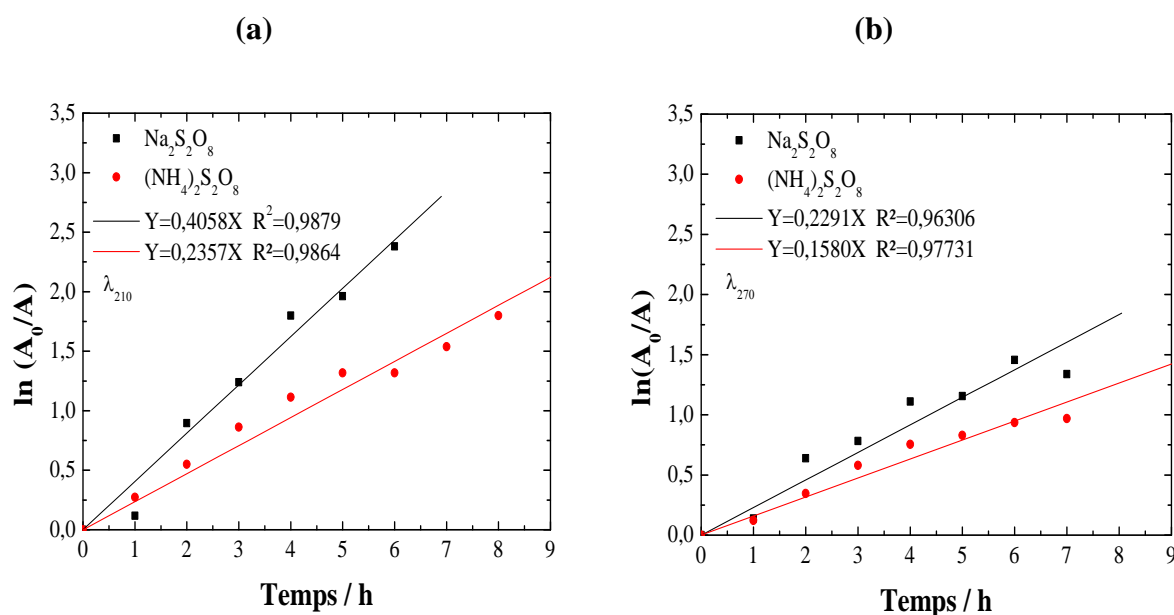 (a)
(b)
3,5
3,0
2,5
2,0
1,5
1,0
0,5
0,0
0 1 2 3 4 5 6 7 8 9
ln (A₀/A)
Temps / h
Na₂S₂O₈
(NH₄)₂S₂O₈
Y=0,4058X R²=0,9879
Y=0,2357X R²=0,9864
λ₂₁₀
3,5
3,0
2,5
2,0
1,5
1,0
0,5
0,0
0 1 2 3 4 5 6 7 8 9
ln(A₀/A)
Temps / h
Na₂S₂O₈
(NH₄)₂S₂O₈
Y=0,2291X R²=0,96306
Y=0,1580X R²=0,97731
λ₂₇₀